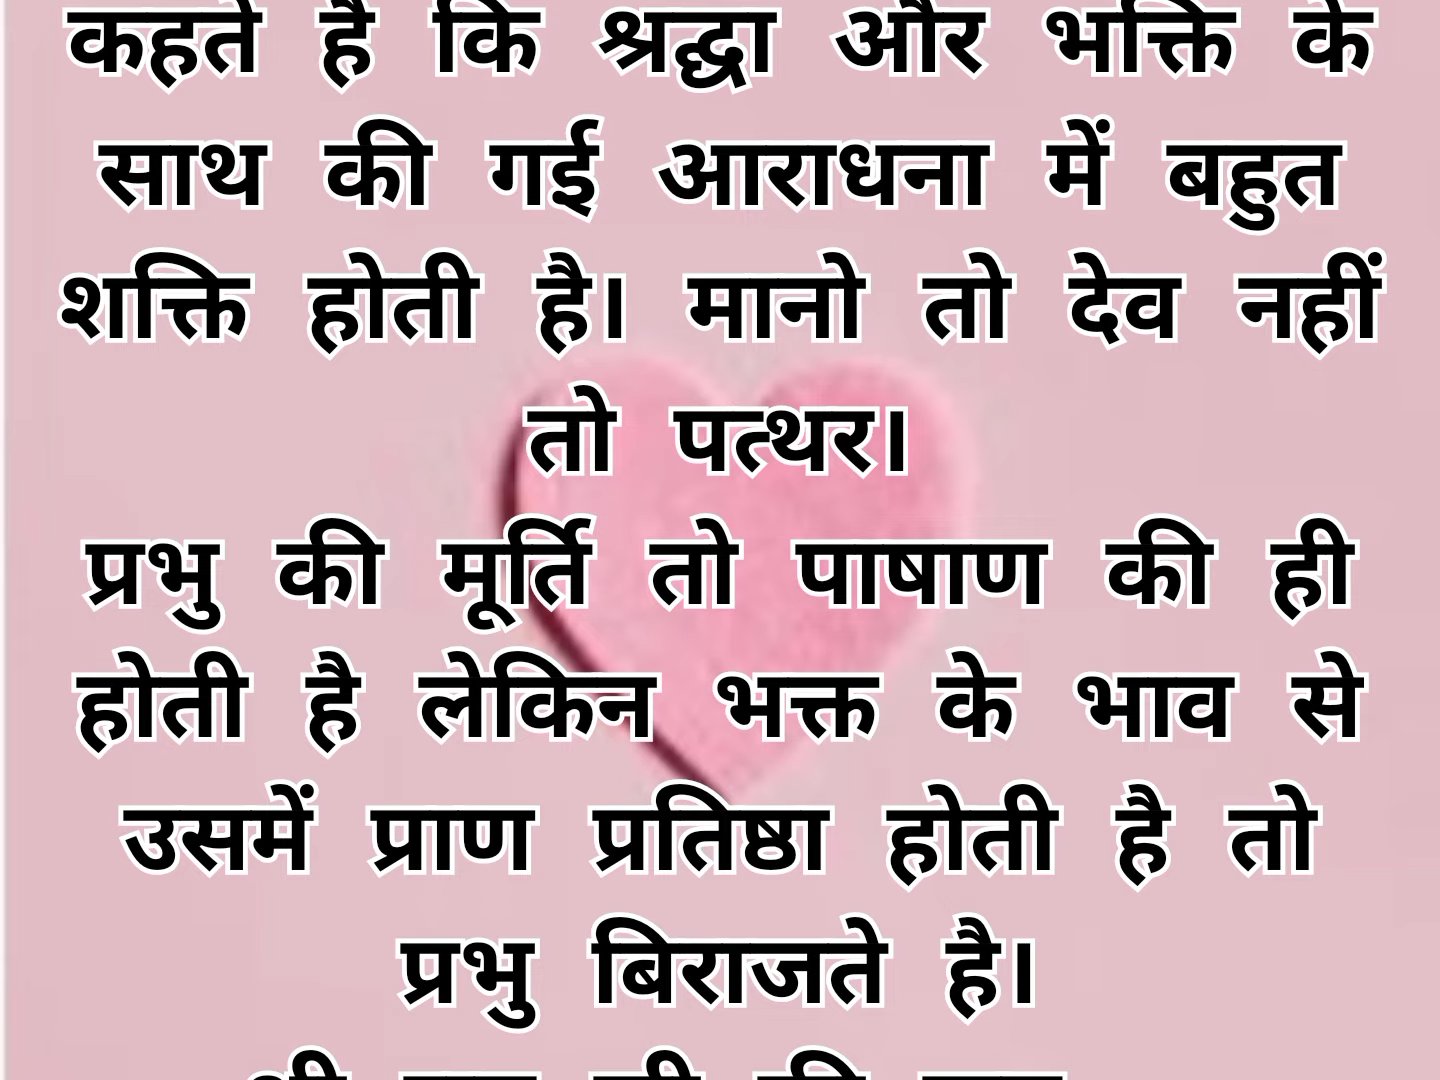 कहते है कि श्रद्धा और भक्ति के
साथ की गई आराधना में बहुत
शक्ति होती है। मानो तो देव नहीं
तो पत्थर।
प्रभु की मूर्ति तो पाषाण की ही
होती है लेकिन भक्त के भाव से
उसमें प्राण प्रतिष्ठा होती है तो
प्रभु बिराजते है।